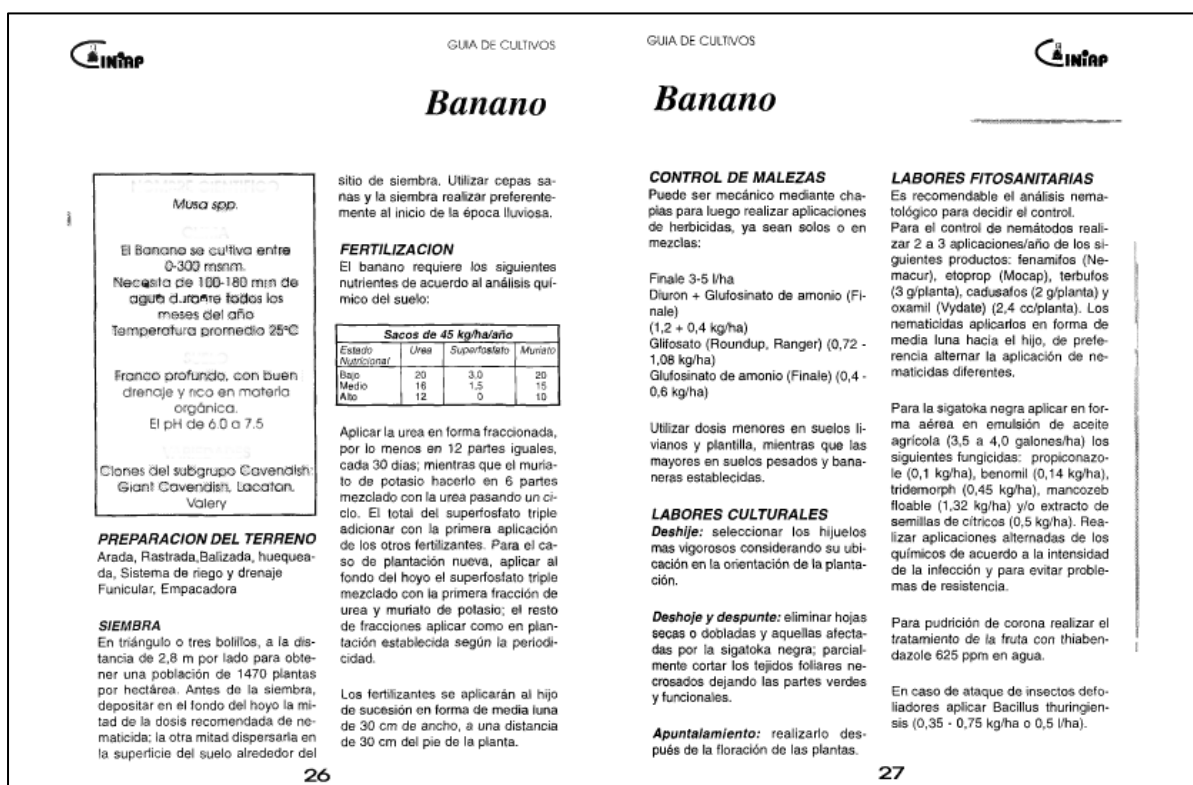 INIAP
GUIA DE CULTIVOS
Banano
Musa spp.
El Banano se cultiva entre
0-300 msnm.
Necesita de 100-180 mm de
agua durante todos los
meses del año
Temperatura promedio 25°C
Franco profundo, con buen
drenaje y rico en materia
orgánica.
El pH de 6.0 a 7.5
Clones del subgrupo Cavendish:
Giant Cavendish, Lacatan,
Valery
PREPARACION DEL TERRENO
Arada, Rastrada,Balizada, huequea-
da, Sistema de riego y drenaje
Funicular, Empacadora
SIEMBRA
En triángulo o tres bolillos, a la dis-
tancia de 2,8 m por lado para obte-
ner una población de 1470 plantas
por hectárea. Antes de la siembra,
depositar en el fondo del hoyo la mi-
tad de la dosis recomendada de ne-
maticida; la otra mitad dispersarla en
la superficie del suelo alrededor del
sitio de siembra. Utilizar cepas sa-
nas y la siembra realizar preferente-
mente al inicio de la época lluviosa.
FERTILIZACION
El banano requiere los siguientes
nutrientes de acuerdo al análisis quí-
mico del suelo:
Sacos de 45 kg/ha/año
Estado Nutricional Urea Superfosfato Muriato
Bajo 20 3,0 20
Medio 16 1,5 15
Alto 12 0 10
Aplicar la urea en forma fraccionada,
por lo menos en 12 partes iguales,
cada 30 días; mientras que el muria-
to de potasio hacerlo en 6 partes
mezclado con la urea pasando un ci-
clo. El total del superfosfato triple
adicionar con la primera aplicación
de los otros fertilizantes. Para el ca-
so de plantación nueva, aplicar al
fondo del hoyo el superfosfato triple
mezclado con la primera fracción de
urea y muriato de potasio; el resto
de fracciones aplicar como en plan-
tación establecida según la periodi-
cidad.
Los fertilizantes se aplicarán al hijo
de sucesión en forma de media luna
de 30 cm de ancho, a una distancia
de 30 cm del pie de la planta.
26
GUIA DE CULTIVOS
INIAP
Banano
CONTROL DE MALEZAS
Puede ser mecánico mediante cha-
pias para luego realizar aplicaciones
de herbicidas, ya sean solos o en
mezclas:
Finale 3-5 l/ha
Diuron + Glufosinato de amonio (Fi-
nale)
(1,2 + 0,4 kg/ha)
Glifosato (Roundup, Ranger) (0,72 -
1,08 kg/ha)
Glufosinato de amonio (Finale) (0,4 -
0,6 kg/ha)
Utilizar dosis menores en suelos li-
vianos y plantilla, mientras que las
mayores en suelos pesados y bana-
neras establecidas.
LABORES CULTURALES
Deshije: seleccionar los hijuelos
mas vigorosos considerando su ubi-
cación en la orientación de la planta-
ción.
Deshoje y despunte: eliminar hojas
secas o dobladas y aquellas afecta-
das por la sigatoka negra; parcial-
mente cortar los tejidos foliares ne-
crosados dejando las partes verdes
y funcionales.
Apuntalamiento: realizarlo des-
pués de la floración de las plantas.
LABORES FITOSANITARIAS
Es recomendable el análisis nema-
tológico para decidir el control.
Para el control de nemátodos reali-
zar 2 a 3 aplicaciones/año de los si-
guientes productos: fenamifos (Ne-
macur), etoprop (Mocap), terbufos
(3 g/planta), cadusafos (2 g/planta) y
oxamil (Vydate) (2,4 cc/planta). Los
nematicidas aplicarlos en forma de
media luna hacia el hijo, de prefe-
rencia alternar la aplicación de ne-
maticidas diferentes.
Para la sigatoka negra aplicar en for-
ma aérea en emulsión de aceite
agrícola (3,5 a 4,0 galones/ha) los
siguientes fungicidas: propiconazo-
le (0,1 kg/ha), benomil (0,14 kg/ha),
tridemorph (0,45 kg/ha), mancozeb
floable (1,32 kg/ha) y/o extracto de
semillas de cítricos (0,5 kg/ha). Rea-
lizar aplicaciones alternadas de los
químicos de acuerdo a la intensidad
de la infección y para evitar proble-
mas de resistencia.
Para pudrición de corona realizar el
tratamiento de la fruta con thiaben-
dazole 625 ppm en agua.
En caso de ataque de insectos defo-
liadores aplicar Bacillus thuringien-
sis (0,35 - 0,75 kg/ha o 0,5 l/ha).
27